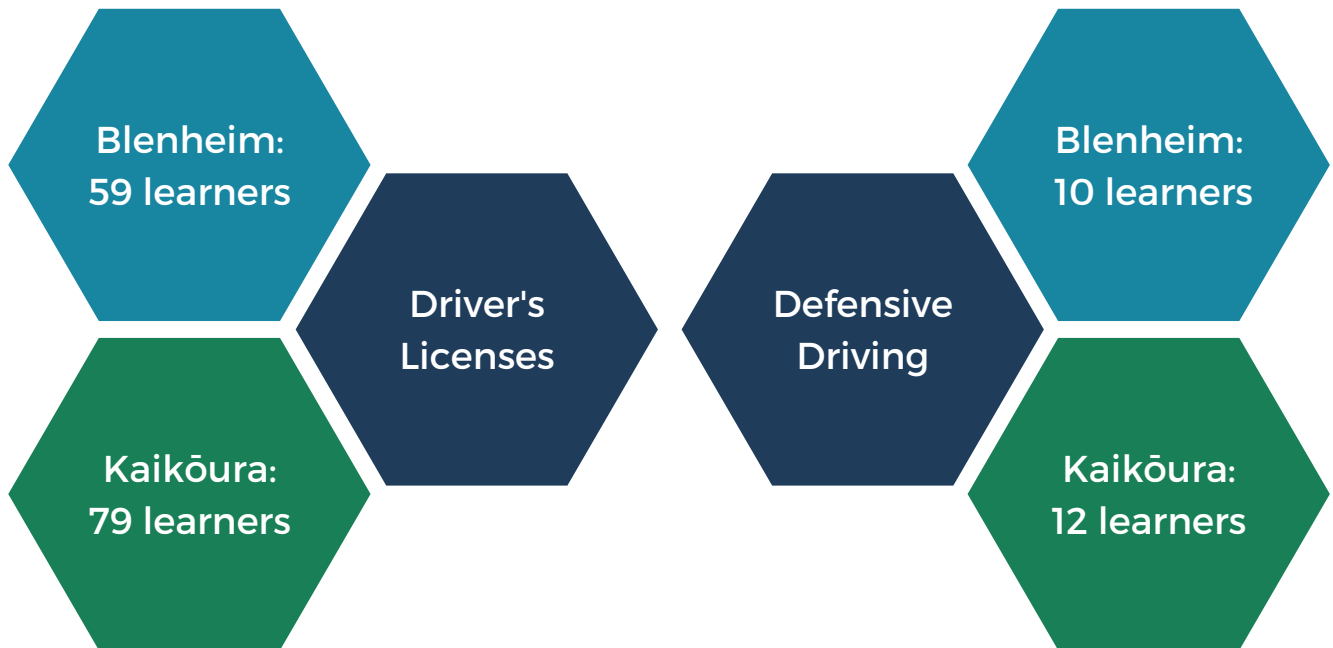 Blenheim:
59 learners
Driver's
Licenses
Kaikōura:
79 learners
Blenheim:
10 learners
Defensive
Driving
Kaikōura:
12 learners